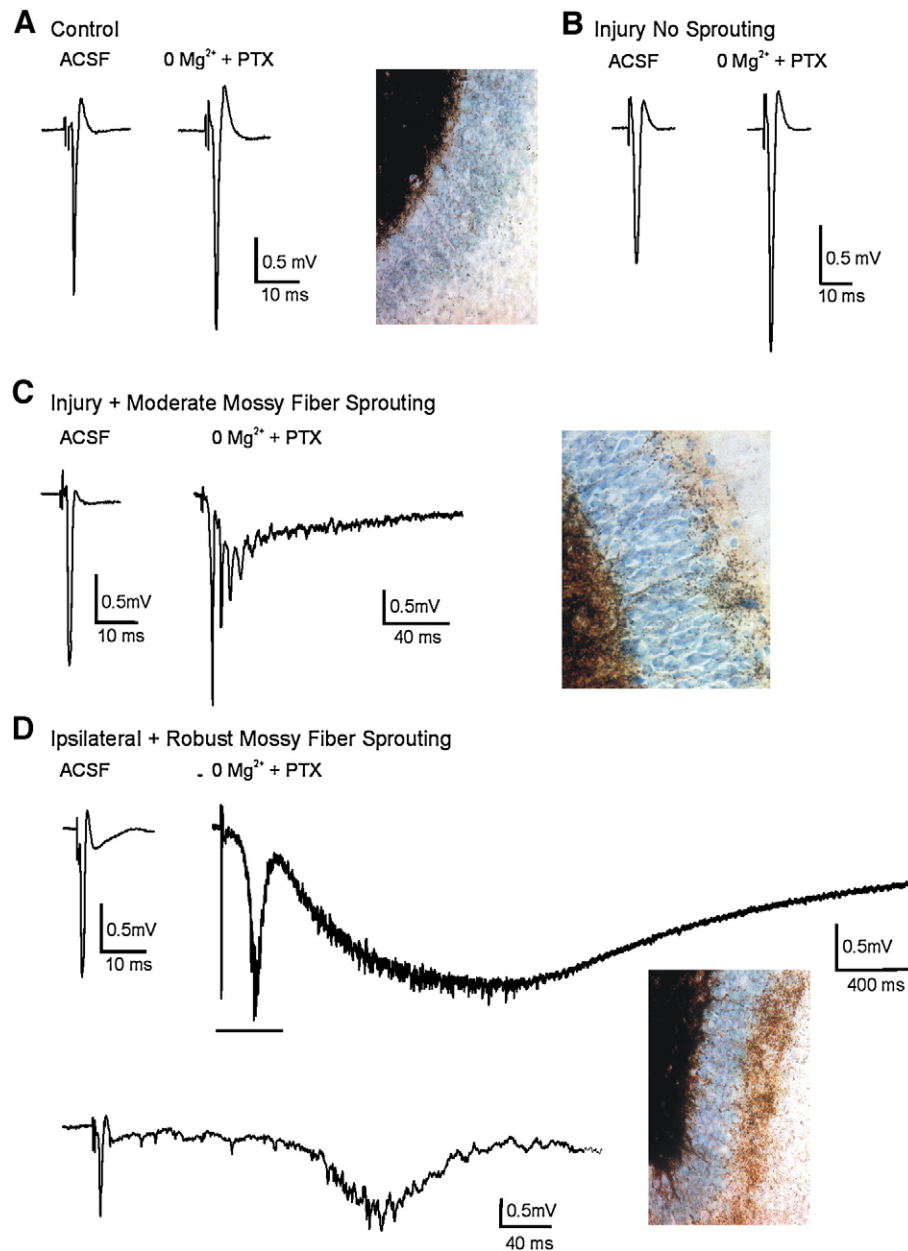 A Control
ACSF 0 Mg²⁺ + PTX
0.5 mV
10 ms
B Injury No Sprouting
ACSF 0 Mg²⁺ + PTX
0.5 mV
10 ms
C Injury + Moderate Mossy Fiber Sprouting
ACSF 0 Mg²⁺ + PTX
0.5mV
10 ms
0.5mV
40 ms
D Ipsilateral + Robust Mossy Fiber Sprouting
ACSF - 0 Mg²⁺ + PTX
0.5mV
10 ms
0.5mV
400 ms
0.5mV
40 ms